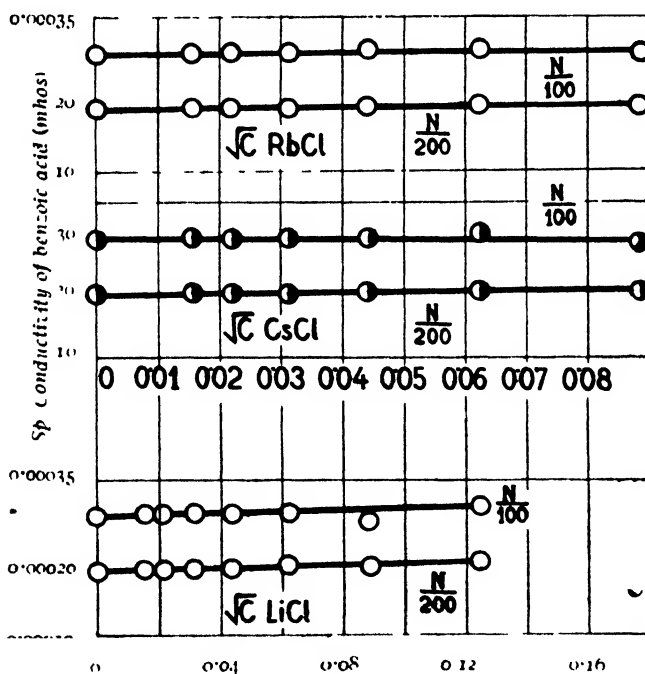 0·00035
Sp Conductivity of benzoic acid (mhos)
N/100
20
√C RbCl
N/200
10
N/100
30
20
√C CsCl
N/200
10
0 0·01 0·02 0·03 0·04 0·05 0·06 0·07 0·08
0·00035
N/100
0·00020
√C LiCl
N/200
0 0·04 0·08 0·12 0·16